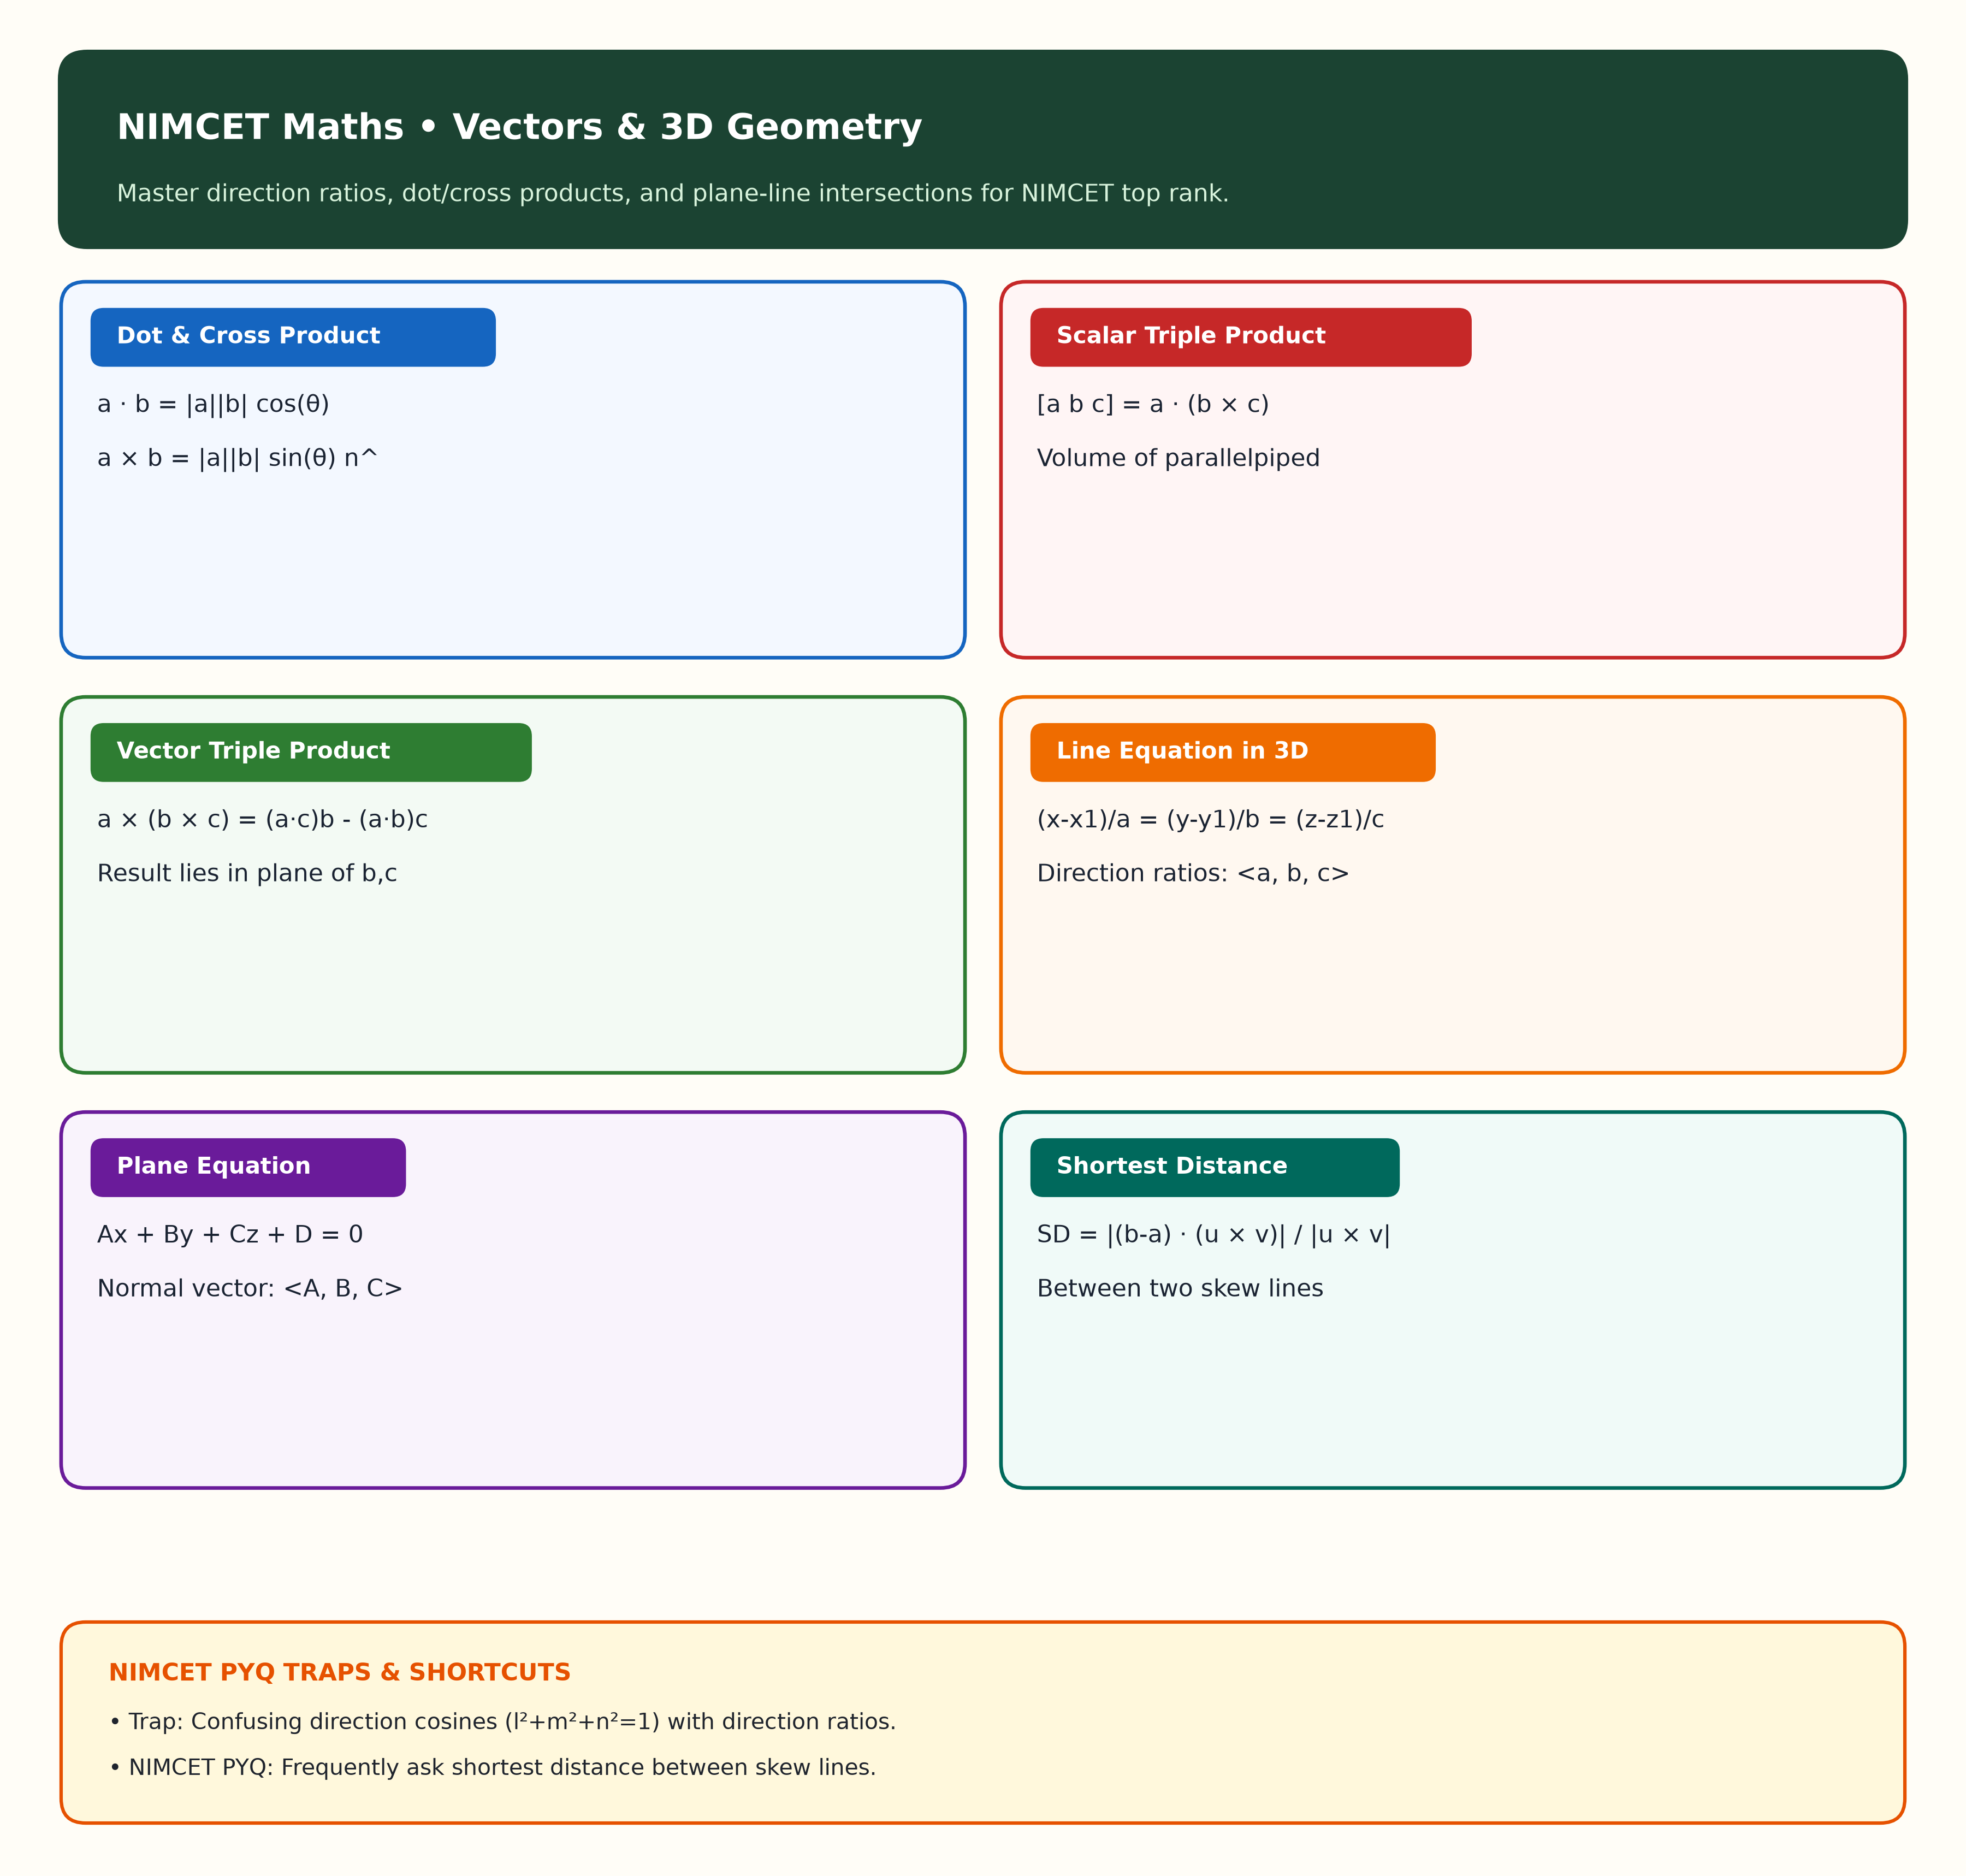 NIMCET Maths • Vectors & 3D Geometry
Master direction ratios, dot/cross products, and plane-line intersections for NIMCET top rank.
Dot & Cross Product
a · b = |a||b| cos(θ)
a × b = |a||b| sin(θ) n^
Scalar Triple Product
[a b c] = a · (b × c)
Volume of parallelpiped
Vector Triple Product
a × (b × c) = (a·c)b - (a·b)c
Result lies in plane of b,c
Line Equation in 3D
(x-x1)/a = (y-y1)/b = (z-z1)/c
Direction ratios: <a, b, c>
Plane Equation
Ax + By + Cz + D = 0
Normal vector: <A, B, C>
Shortest Distance
SD = |(b-a) · (u × v)| / |u × v|
Between two skew lines
NIMCET PYQ TRAPS & SHORTCUTS
• Trap: Confusing direction cosines (l²+m²+n²=1) with direction ratios.
• NIMCET PYQ: Frequently ask shortest distance between skew lines.